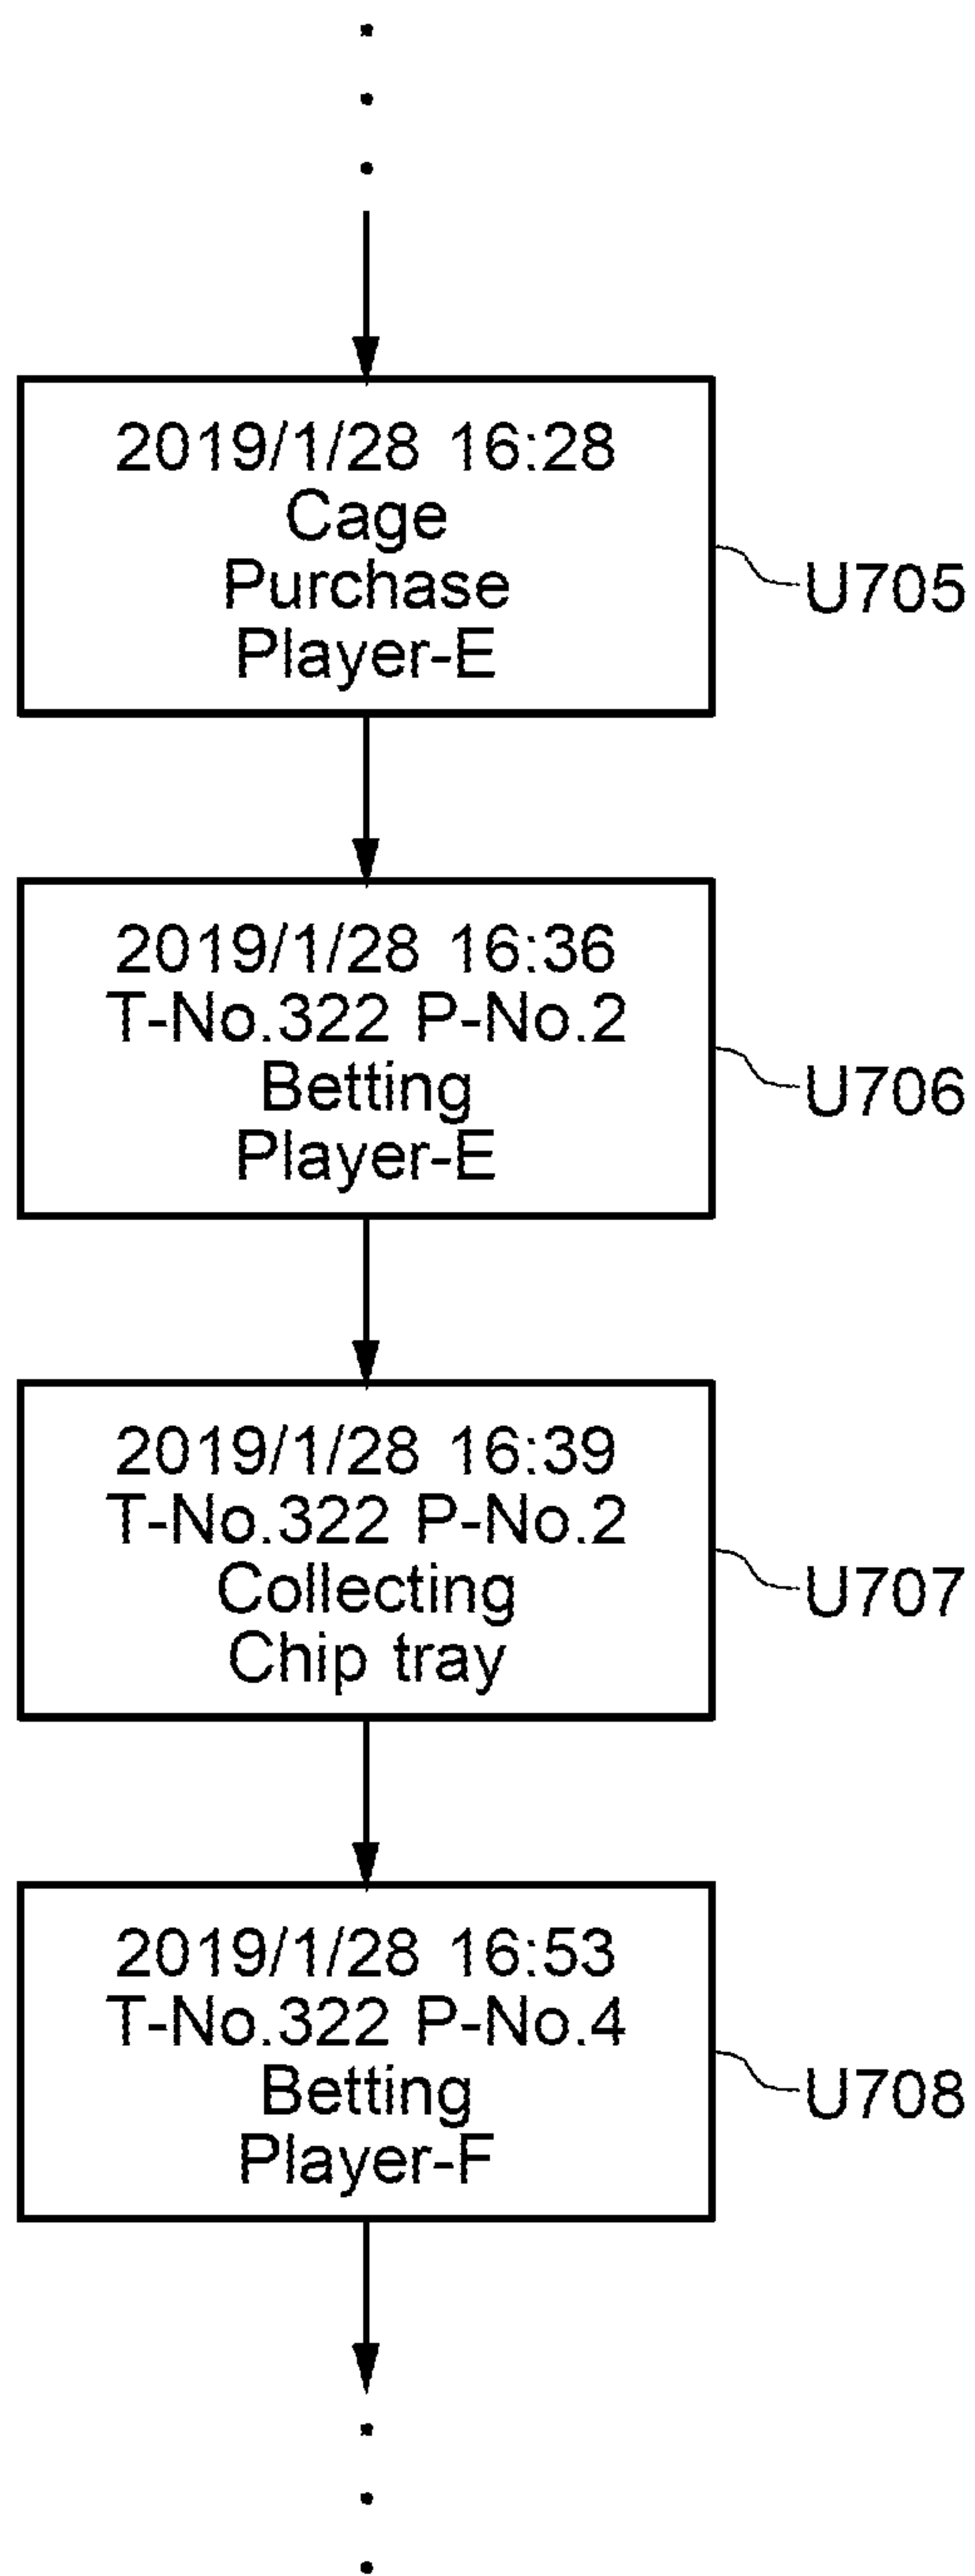 2019/1/28 16:28
Cage
Purchase
Player-E
U705
2019/1/28 16:36
T-No.322 P-No.2
Betting
Player-E
U706
2019/1/28 16:39
T-No.322 P-No.2
Collecting
Chip tray
U707
2019/1/28 16:53
T-No.322 P-No.4
Betting
Player-F
U708